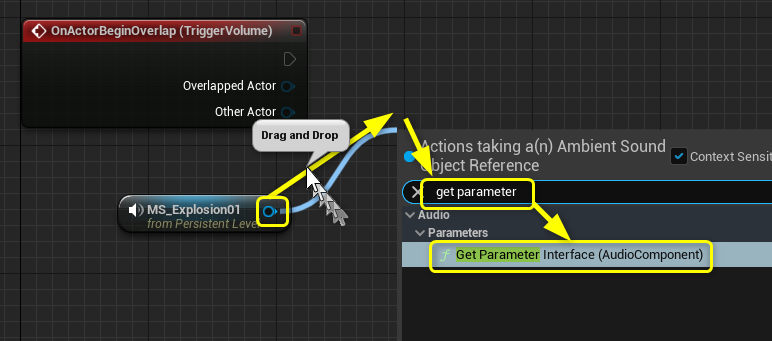 OnActorBeginOverlap (TriggerVolume)
Overlapped Actor
Other Actor
Drag and Drop
MS_Explosion01
from Persistent Level
Actions taking a(n) Ambient Sound
Object Reference
Context Sensit
get parameter
Audio
Parameters
Get Parameter Interface (AudioComponent)